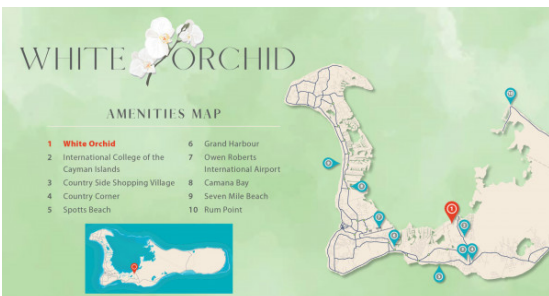 WHITE ORCHID
AMENITIES MAP
1 White Orchid
2 International College of the
Cayman Islands
3 Country Side Shopping Village
4 Country Corner
5 Spotts Beach
6 Grand Harbour
7 Owen Roberts
International Airport
8 Camana Bay
9 Seven Mile Beach
10 Rum Point